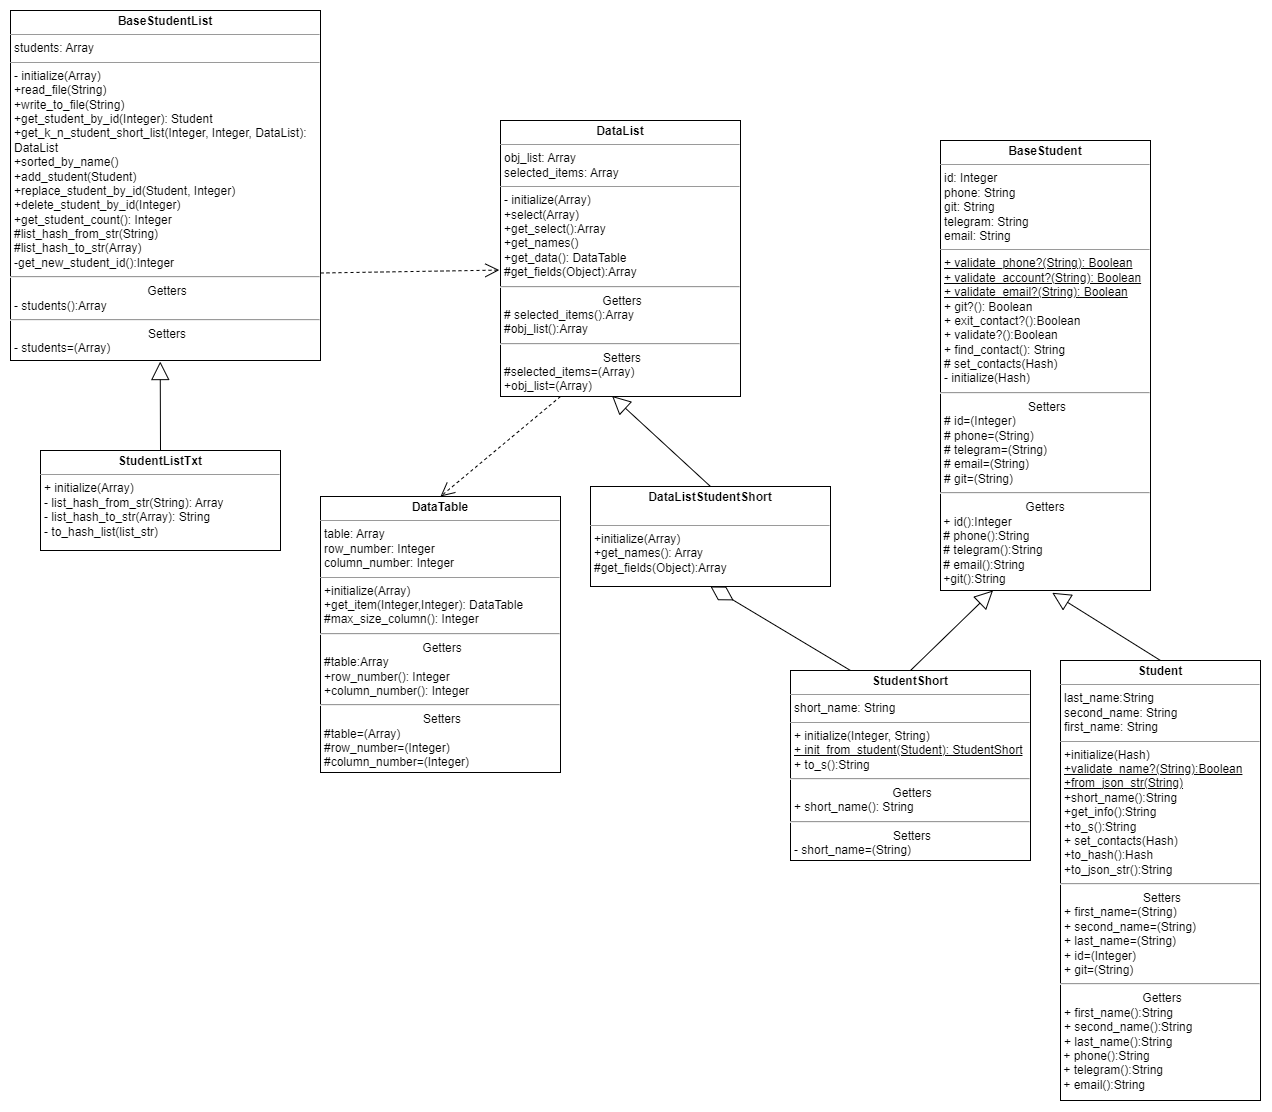 BaseStudentList
students: Array
- initialize(Array)
+read_file(String)
+write_to_file(String)
+get_student_by_id(Integer): Student
+get_k_n_student_short_list(Integer, Integer, DataList):
DataList
+sorted_by_name()
+add_student(Student)
+replace_student_by_id(Student, Integer)
+delete_student_by_id(Integer)
+get_student_count(): Integer
#list_hash_from_str(String)
#list_hash_to_str(Array)
-get_new_student_id():Integer
Getters
- students():Array
Setters
- students=(Array)
StudentListTxt
+ initialize(Array)
- list_hash_from_str(String): Array
- list_hash_to_str(Array): String
- to_hash_list(list_str)
DataList
obj_list: Array
selected_items: Array
- initialize(Array)
+select(Array)
+get_select():Array
+get_names()
+get_data(): DataTable
#get_fields(Object):Array
Getters
# selected_items():Array
#obj_list():Array
Setters
#selected_items=(Array)
+obj_list=(Array)
DataTable
table: Array
row_number: Integer
column_number: Integer
+initialize(Array)
+get_item(Integer,Integer): DataTable
#max_size_column(): Integer
Getters
#table:Array
+row_number(): Integer
+column_number(): Integer
Setters
#table=(Array)
#row_number=(Integer)
#column_number=(Integer)
DataListStudentShort
+initialize(Array)
+get_names(): Array
#get_fields(Object):Array
BaseStudent
id: Integer
phone: String
git: String
telegram: String
email: String
+ validate_phone?(String): Boolean
+ validate_account?(String): Boolean
+ validate_email?(String): Boolean
+ git?(): Boolean
+ exit_contact?():Boolean
+ validate?():Boolean
+ find_contact(): String
# set_contacts(Hash)
- initialize(Hash)
Setters
# id=(Integer)
# phone=(String)
# telegram=(String)
# email=(String)
# git=(String)
Getters
+ id():Integer
# phone():String
# telegram():String
# email():String
+git():String
StudentShort
short_name: String
+ initialize(Integer, String)
+ init_from_student(Student): StudentShort
+ to_s():String
Getters
+ short_name(): String
Setters
- short_name=(String)
Student
last_name:String
second_name: String
first_name: String
+initialize(Hash)
+validate_name?(String):Boolean
+from_json_str(String)
+short_name():String
+get_info():String
+to_s():String
+ set_contacts(Hash)
+to_hash():Hash
+to_json_str():String
Setters
+ first_name=(String)
+ second_name=(String)
+ last_name=(String)
+ id=(Integer)
+ git=(String)
Getters
+ first_name():String
+ second_name():String
+ last_name():String
+ phone():String
+ telegram():String
+ email():String